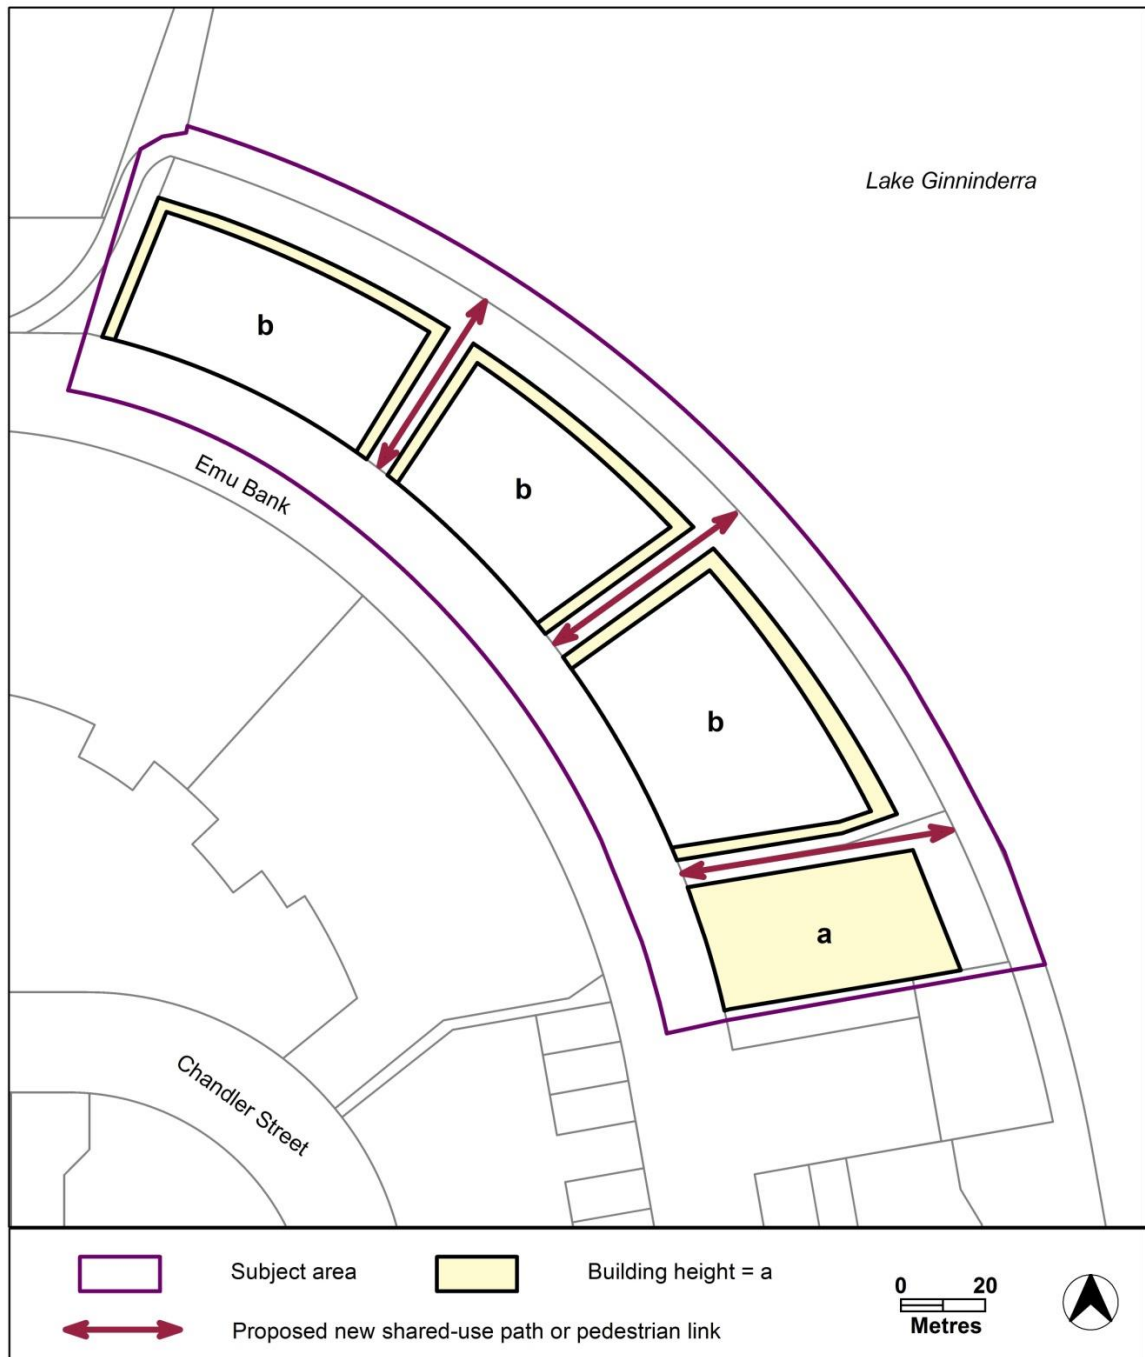 Lake Ginninderra
b
Emu Bank
b
b
a
Chandler Street
Subject area
Building height = a
Proposed new shared-use path or pedestrian link
0 20
Metres